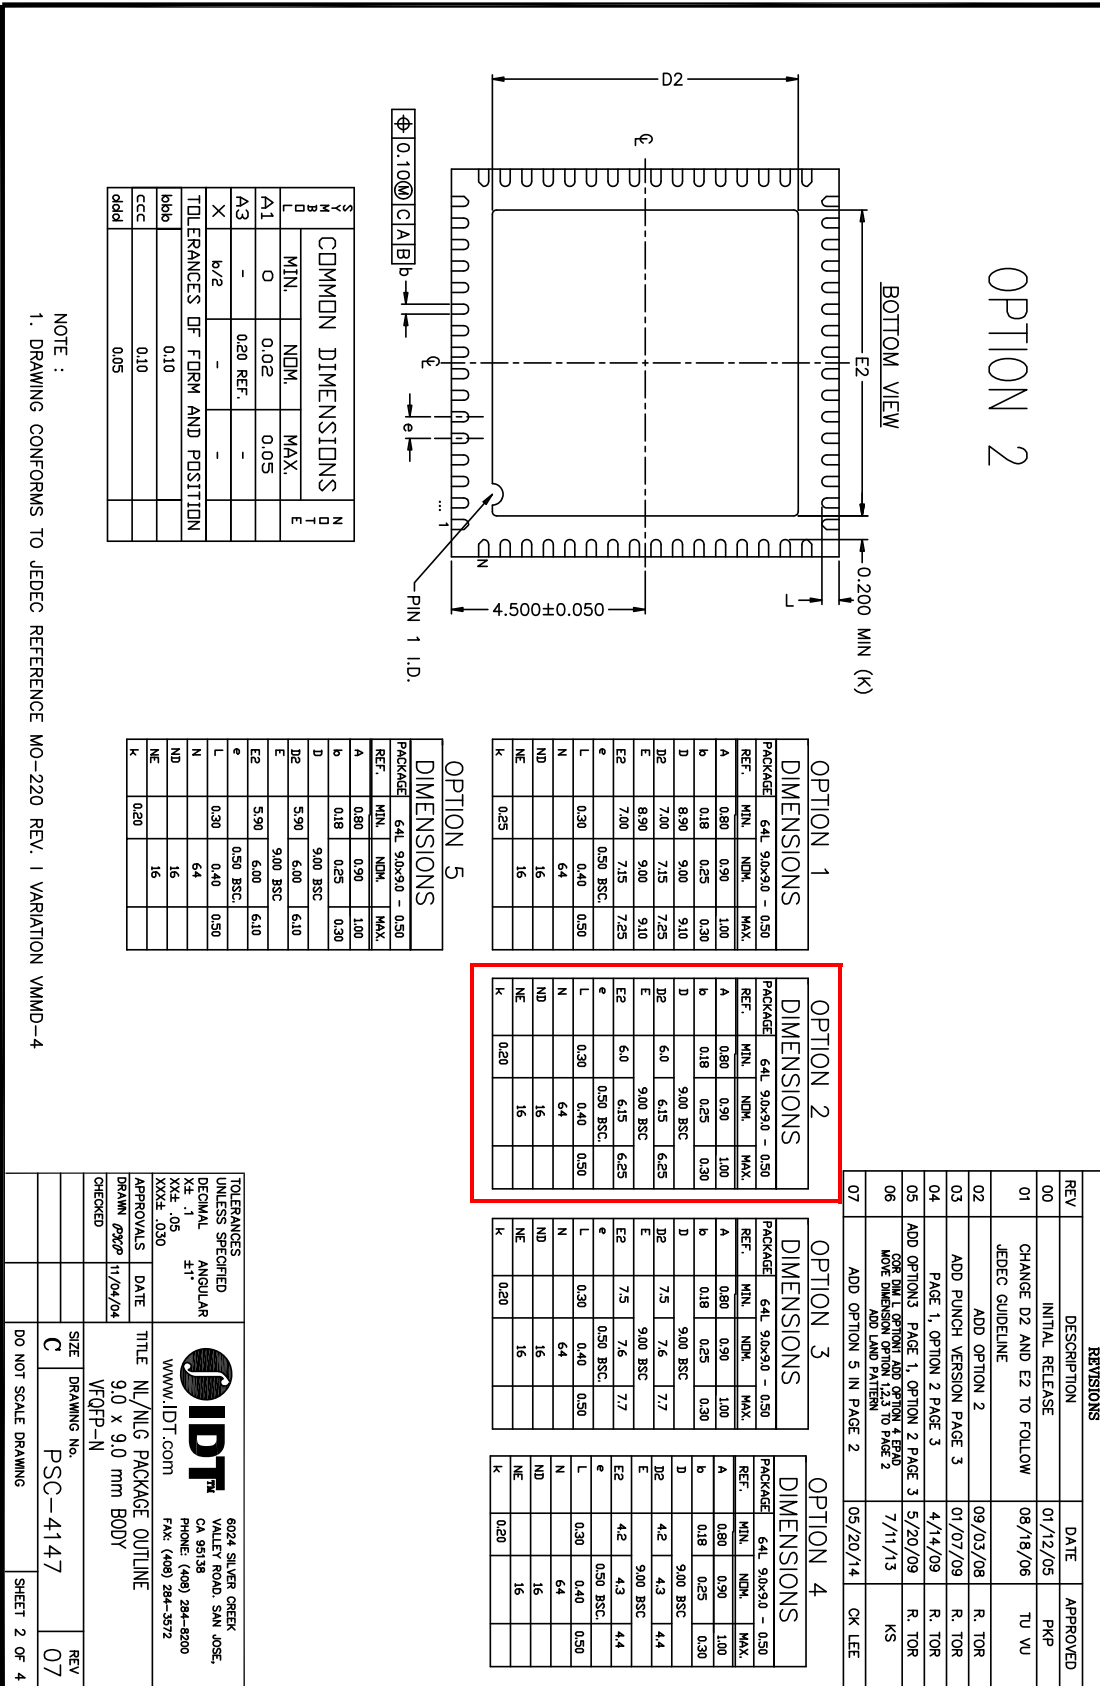 OPTION 2
BOTTOM VIEW
D2
E2
0.10 Ⓜ C A B
b
e
... 1
N
L
0.200 MIN (K)
4.500±0.050
PIN 1 I.D.
SYMBOL COMMON DIMENSIONS NOTE
MIN. NOM. MAX.
A1 0 0.02 0.05
A3 - 0.20 REF. -
X b/2 - -
TOLERANCES OF FORM AND POSITION
bbb 0.10
ccc 0.10
ddd 0.05
NOTE :
1. DRAWING CONFORMS TO JEDEC REFERENCE MO-220 REV. I VARIATION VMMD-4
OPTION 1
DIMENSIONS
PACKAGE 64L 9.0x9.0 - 0.50
REF. MIN. NOM. MAX.
A 0.80 0.90 1.00
b 0.18 0.25 0.30
D 8.90 9.00 9.10
D2 7.00 7.15 7.25
E 8.90 9.00 9.10
E2 7.00 7.15 7.25
e 0.50 BSC.
L 0.30 0.40 0.50
N 64
ND 16
NE 16
k 0.25
OPTION 2
DIMENSIONS
PACKAGE 64L 9.0x9.0 - 0.50
REF. MIN. NOM. MAX.
A 0.80 0.90 1.00
b 0.18 0.25 0.30
D 9.00 BSC
D2 6.0 6.15 6.25
E 9.00 BSC
E2 6.0 6.15 6.25
e 0.50 BSC.
L 0.30 0.40 0.50
N 64
ND 16
NE 16
k 0.20
OPTION 3
DIMENSIONS
PACKAGE 64L 9.0x9.0 - 0.50
REF. MIN. NOM. MAX.
A 0.80 0.90 1.00
b 0.18 0.25 0.30
D 9.00 BSC
D2 7.5 7.6 7.7
E 9.00 BSC
E2 7.5 7.6 7.7
e 0.50 BSC.
L 0.30 0.40 0.50
N 64
ND 16
NE 16
k 0.20
OPTION 4
DIMENSIONS
PACKAGE 64L 9.0x9.0 - 0.50
REF. MIN. NOM. MAX.
A 0.80 0.90 1.00
b 0.18 0.25 0.30
D 9.00 BSC
D2 4.2 4.3 4.4
E 9.00 BSC
E2 4.2 4.3 4.4
e 0.50 BSC.
L 0.30 0.40 0.50
N 64
ND 16
NE 16
k 0.20
OPTION 5
DIMENSIONS
PACKAGE 64L 9.0x9.0 - 0.50
REF. MIN. NOM. MAX.
A 0.80 0.90 1.00
b 0.18 0.25 0.30
D 9.00 BSC
D2 5.90 6.00 6.10
E 9.00 BSC
E2 5.90 6.00 6.10
e 0.50 BSC.
L 0.30 0.40 0.50
N 64
ND 16
NE 16
k 0.20
REVISIONS
REV DESCRIPTION DATE APPROVED
00 INITIAL RELEASE 01/12/05 PKP
01 CHANGE D2 AND E2 TO FOLLOW JEDEC GUIDELINE 08/18/06 TU VU
02 ADD OPTION 2 09/03/08 R. TOR
03 ADD PUNCH VERSION PAGE 3 01/07/09 R. TOR
04 PAGE 1, OPTION 2 PAGE 3 4/14/09 R. TOR
05 ADD OPTION3 PAGE 1, OPTION 2 PAGE 3 5/20/09 R. TOR
06 COR DIM L OPTION1 ADD OPTION 4 EPAD MOVE DIMENSION OPTION 1,2,3 TO PAGE 2 ADD LAND PATTERN 7/11/13 KS
07 ADD OPTION 5 IN PAGE 2 05/20/14 CK LEE
TOLERANCES
UNLESS SPECIFIED
DECIMAL ANGULAR
X± .1 ±1°
XX± .05
XXX± .030
APPROVALS DATE
DRAWN 11/04/04
CHECKED
IDT™
www.IDT.com
6024 SILVER CREEK
VALLEY ROAD, SAN JOSE,
CA 95138
PHONE: (408) 284-8200
FAX: (408) 284-3572
TITLE NL/NLG PACKAGE OUTLINE
9.0 x 9.0 mm BODY
VFQFP-N
SIZE DRAWING No. REV
C PSC-4147 07
DO NOT SCALE DRAWING SHEET 2 OF 4